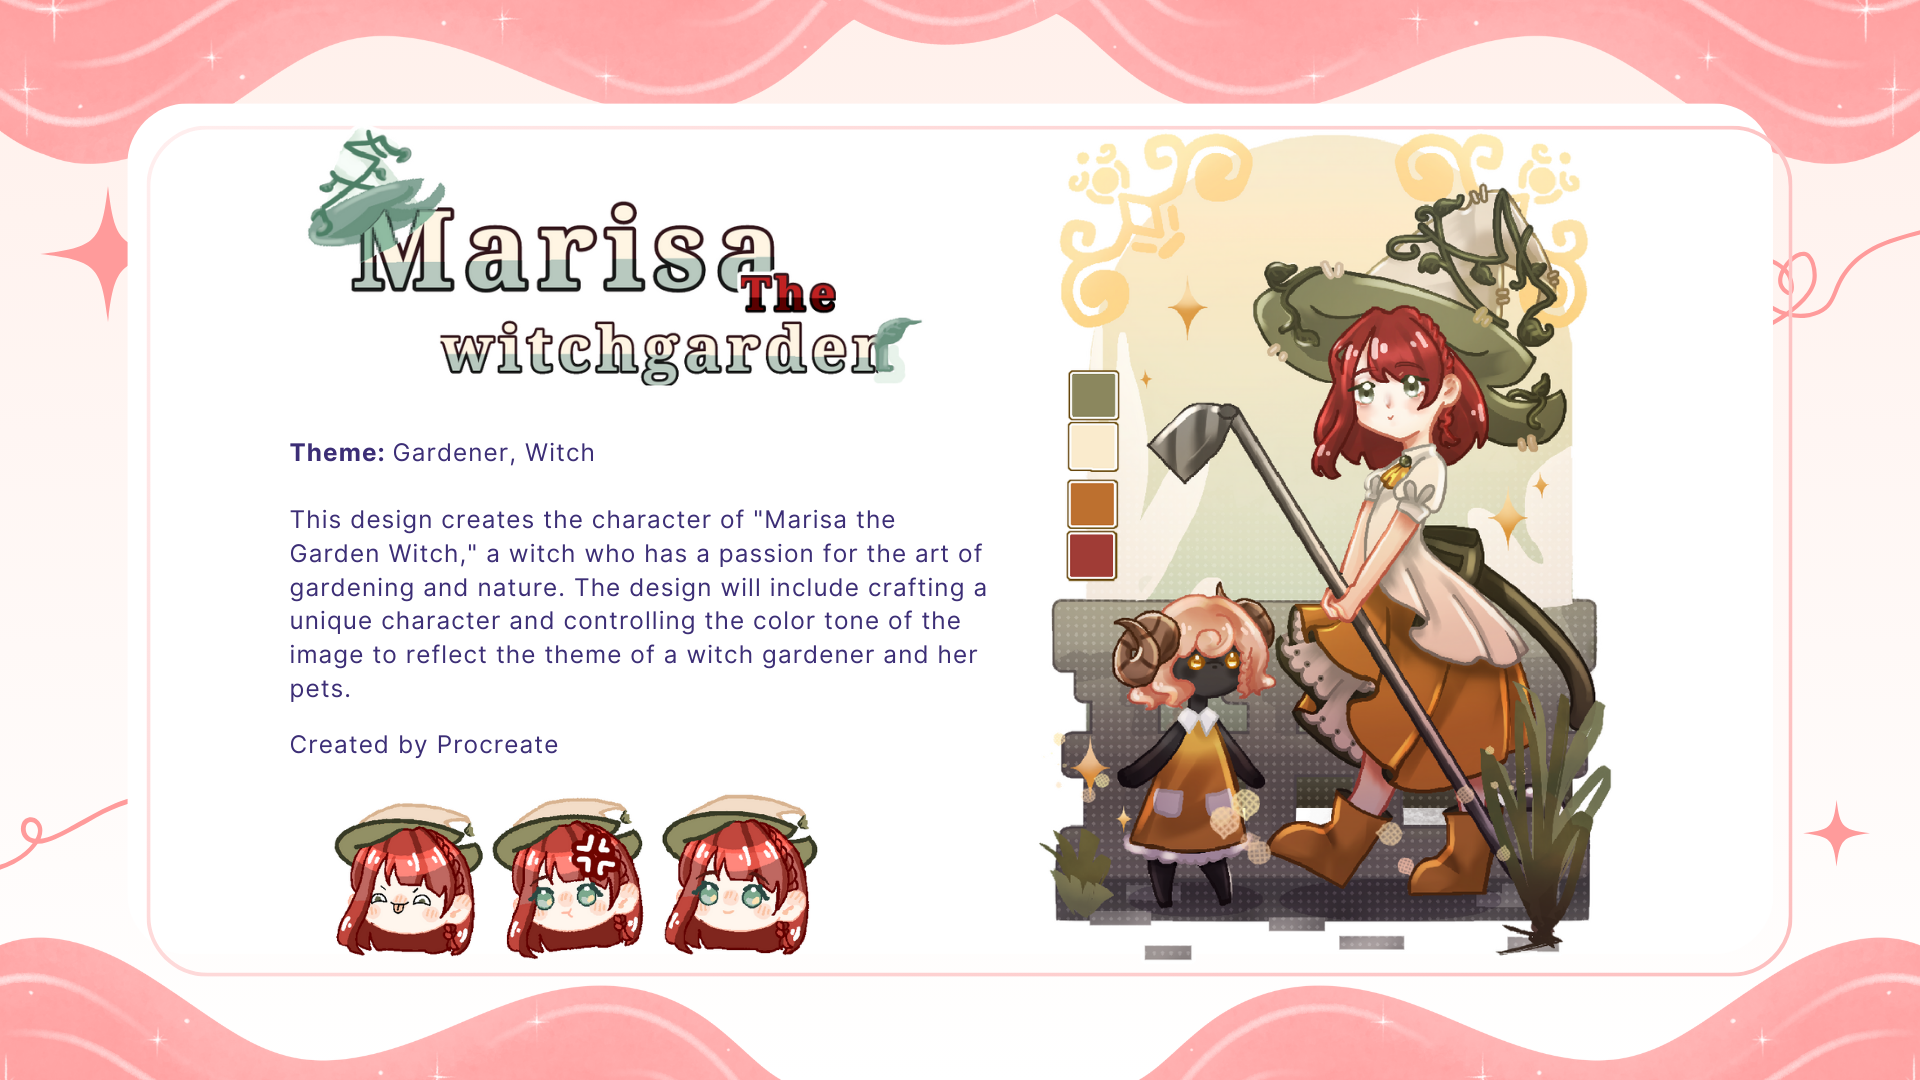 Marisa
The
witchgarden
Theme: Gardener, Witch
This design creates the character of "Marisa the
Garden Witch," a witch who has a passion for the art of
gardening and nature. The design will include crafting a
unique character and controlling the color tone of the
image to reflect the theme of a witch gardener and her
pets.
Created by Procreate